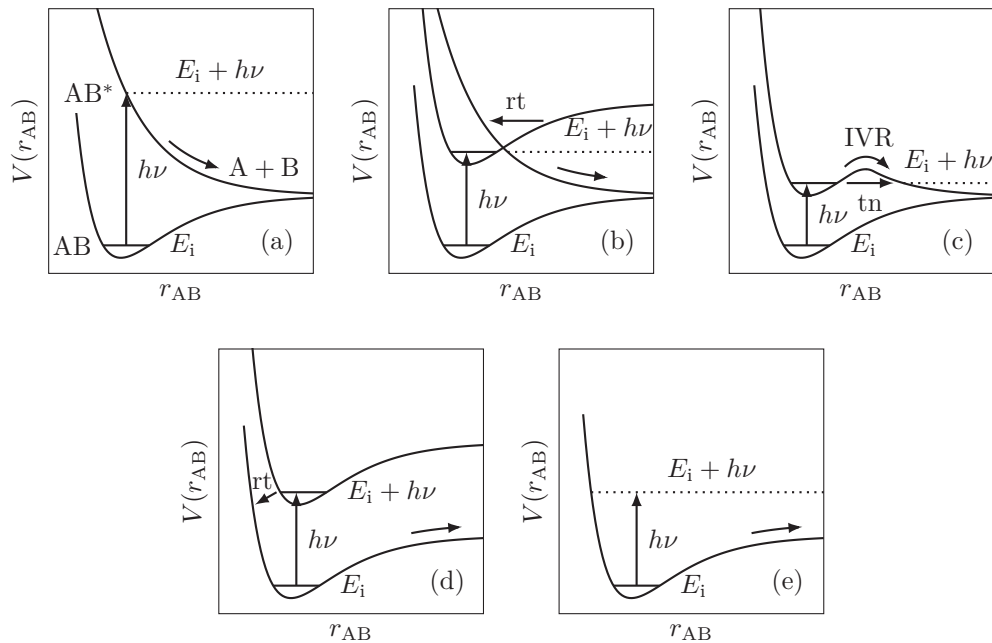 V(r_AB)
AB*
E_i + hν
hν
A + B
AB
E_i
(a)
r_AB
V(r_AB)
rt
E_i + hν
hν
E_i
(b)
r_AB
V(r_AB)
IVR
E_i + hν
tn
hν
E_i
(c)
r_AB
V(r_AB)
rt
E_i + hν
hν
E_i
(d)
r_AB
V(r_AB)
E_i + hν
hν
E_i
(e)
r_AB